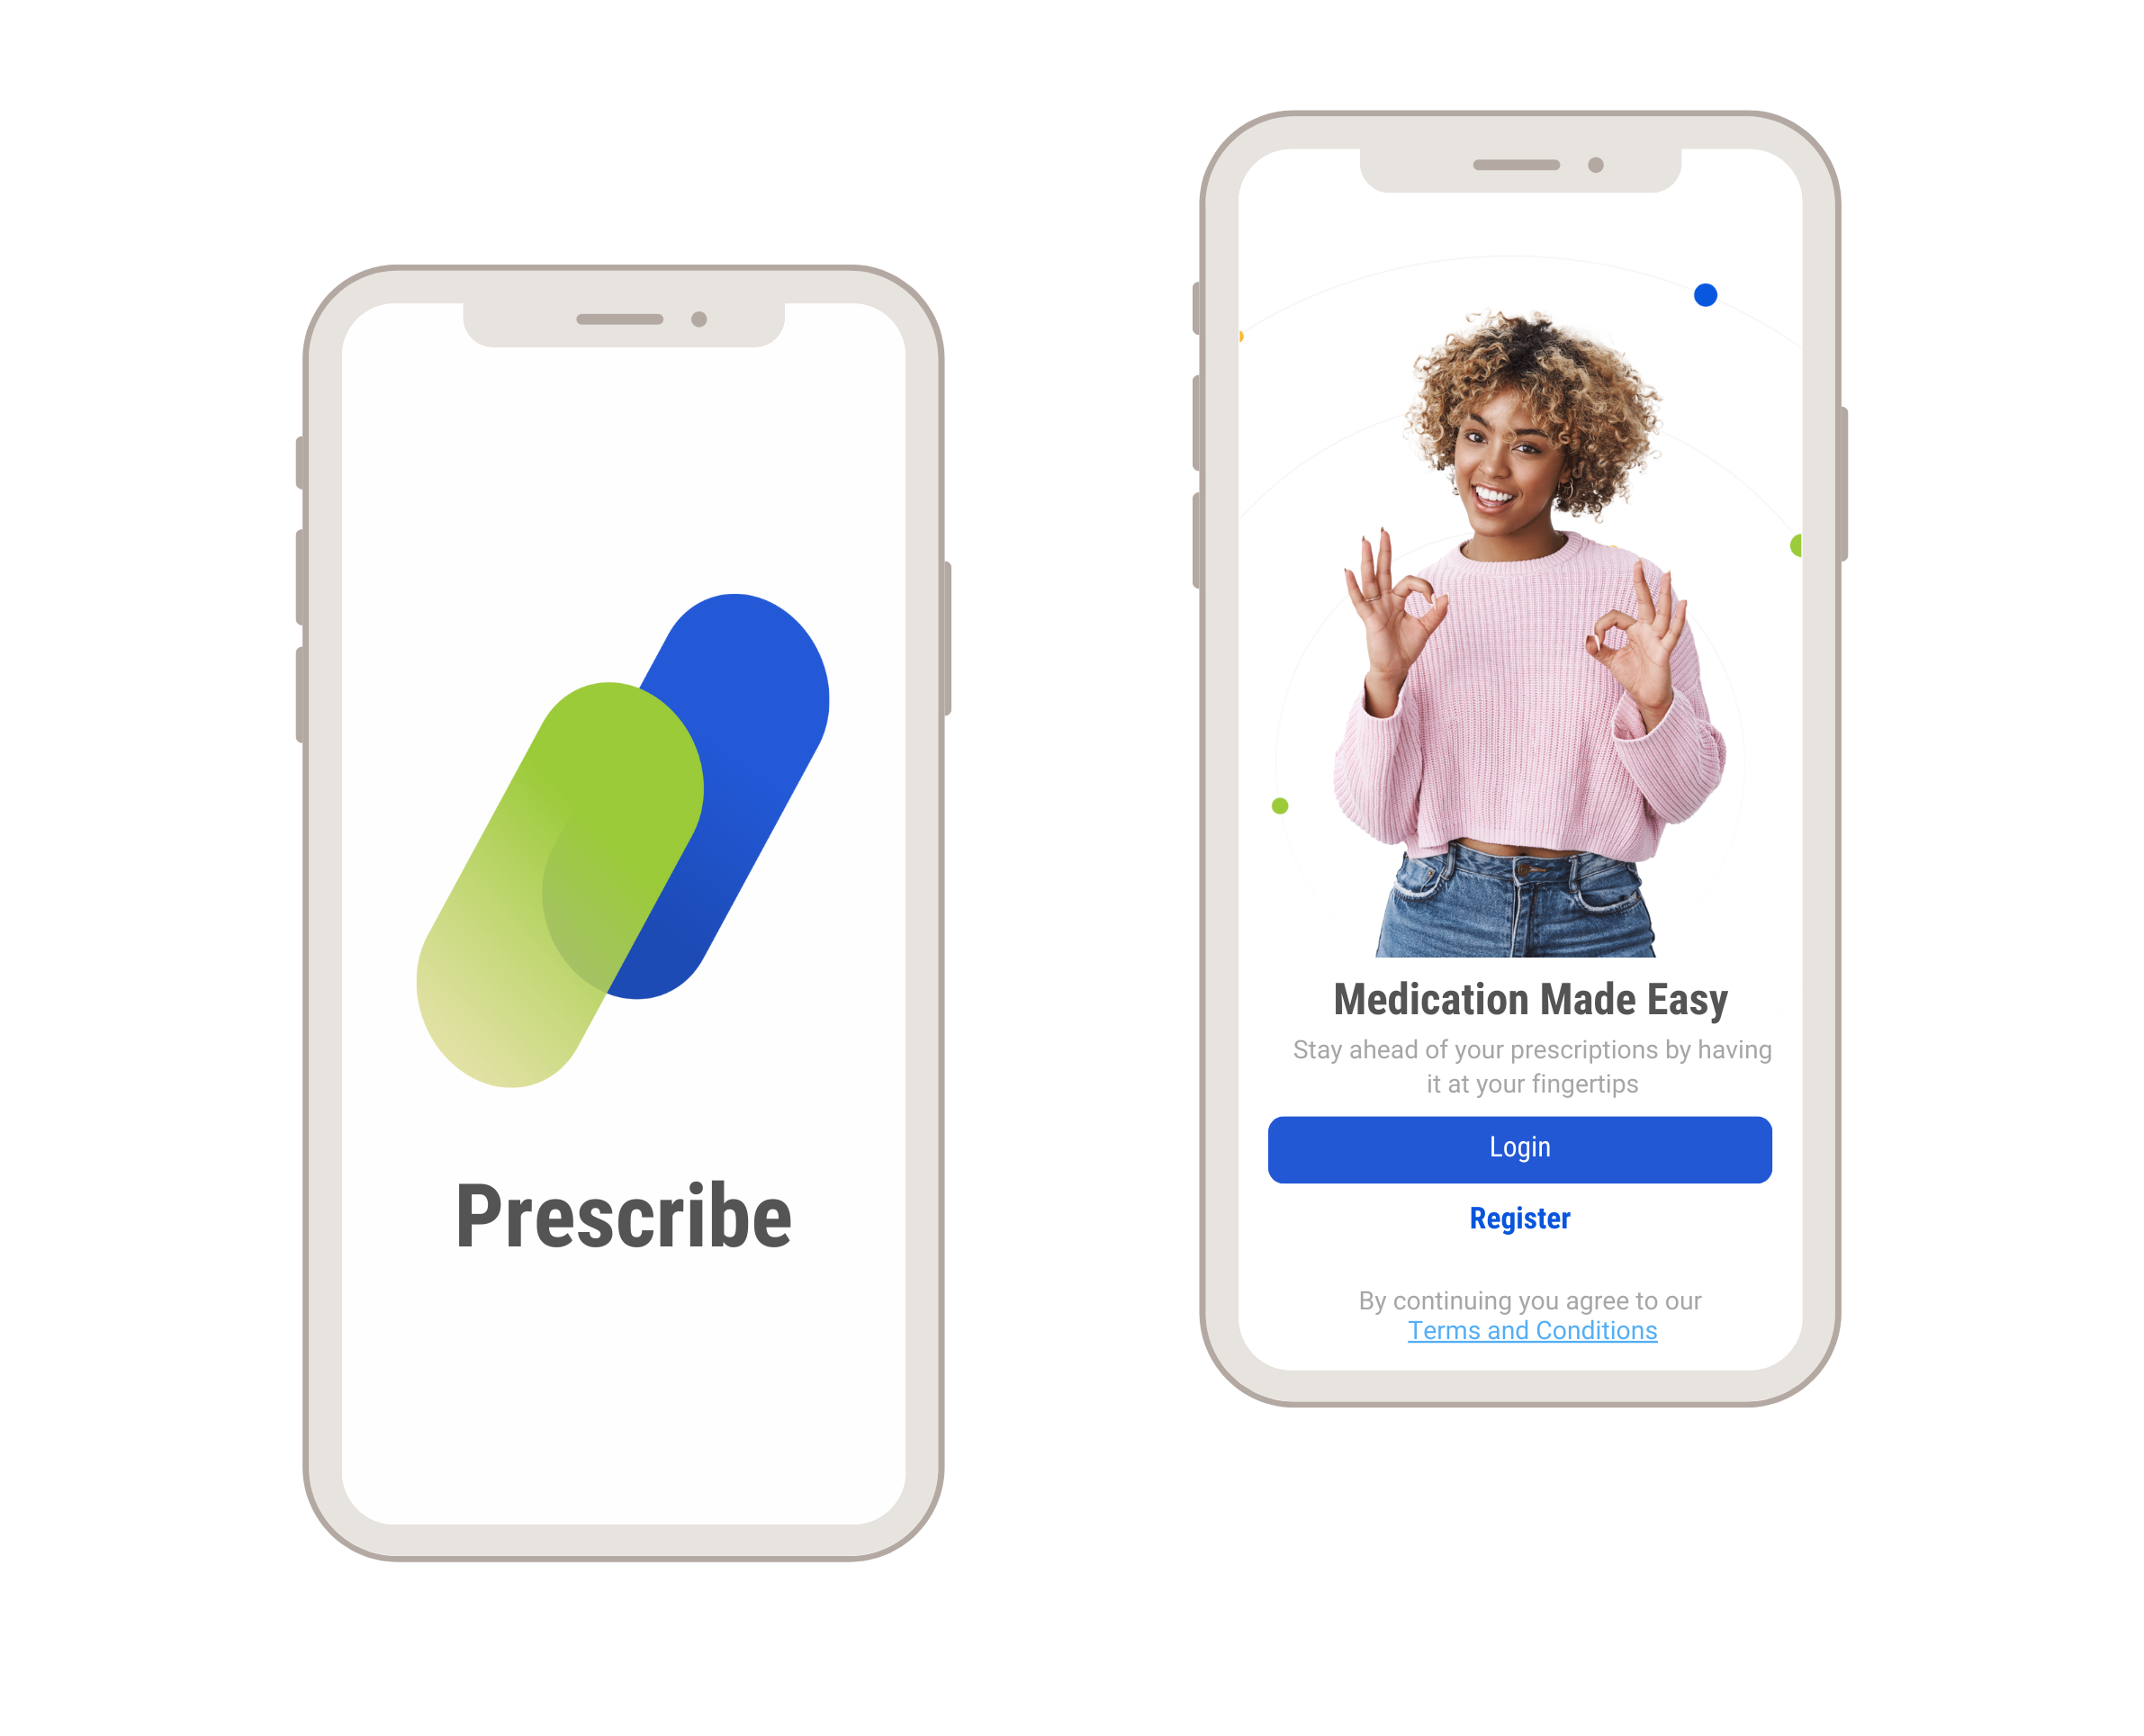 Prescribe
Medication Made Easy
Stay ahead of your prescriptions by having
it at your fingertips
Login
Register
By continuing you agree to our
Terms and Conditions